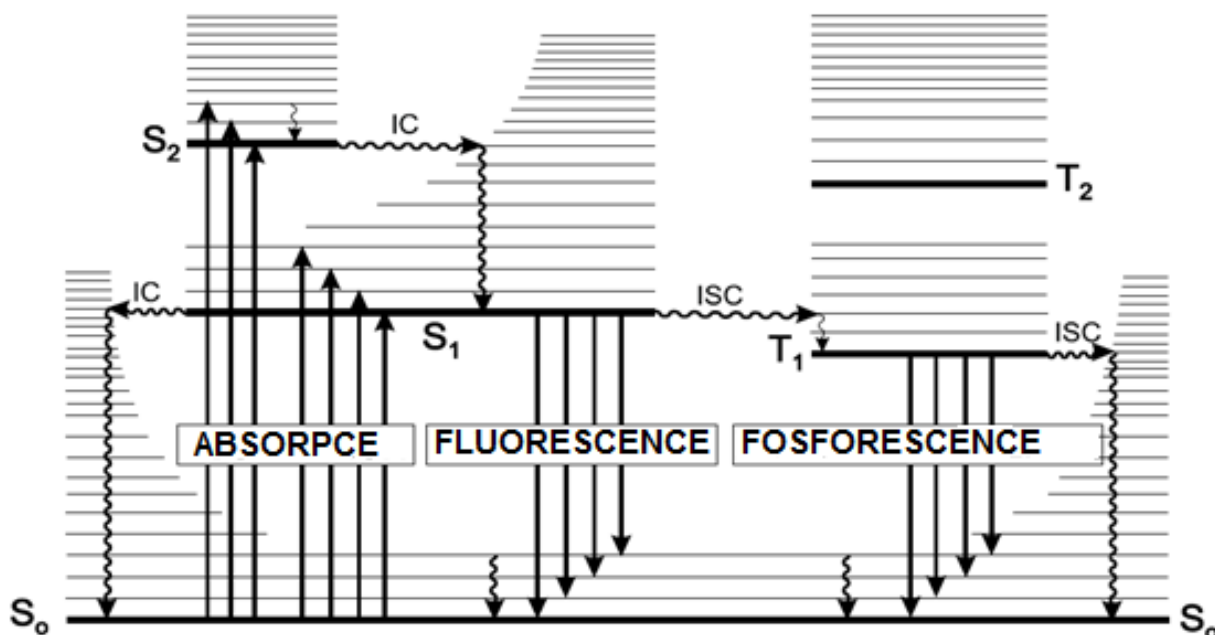 IC
S₂
T₂
IC
ISC
S₁
T₁
ISC
ABSORPCE
FLUORESCENCE
FOSFORESCENCE
Sₒ
Sₒ